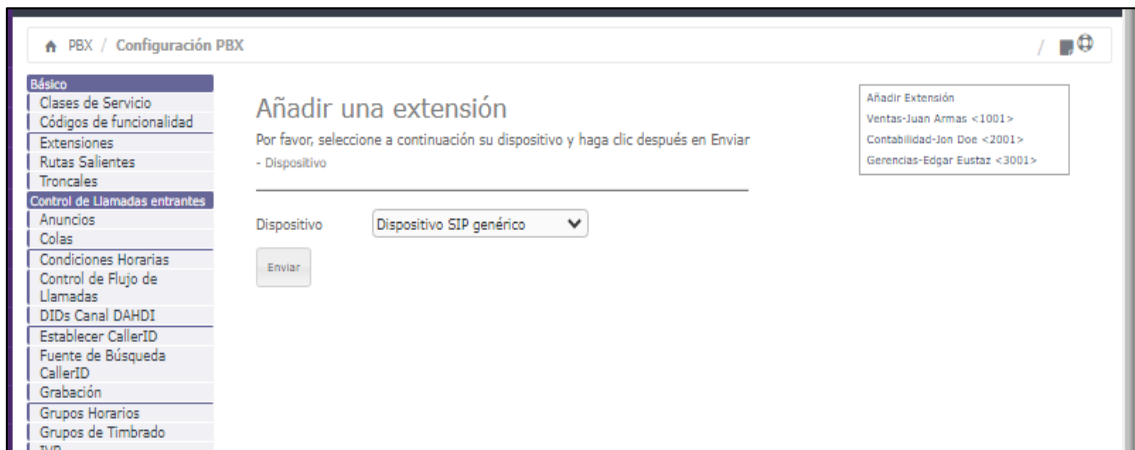 PBX / Configuración PBX
/
Básico
Clases de Servicio
Códigos de funcionalidad
Extensiones
Rutas Salientes
Troncales
Control de Llamadas entrantes
Anuncios
Colas
Condiciones Horarias
Control de Flujo de
Llamadas
DIDs Canal DAHDI
Establecer CallerID
Fuente de Búsqueda
CallerID
Grabación
Grupos Horarios
Grupos de Timbrado
IVR
Añadir una extensión
Por favor, seleccione a continuación su dispositivo y haga clic después en Enviar
- Dispositivo
Dispositivo Dispositivo SIP genérico
Enviar
Añadir Extensión
Ventas-Juan Armas <1001>
Contabilidad-Jon Doe <2001>
Gerencias-Edgar Eustaz <3001>